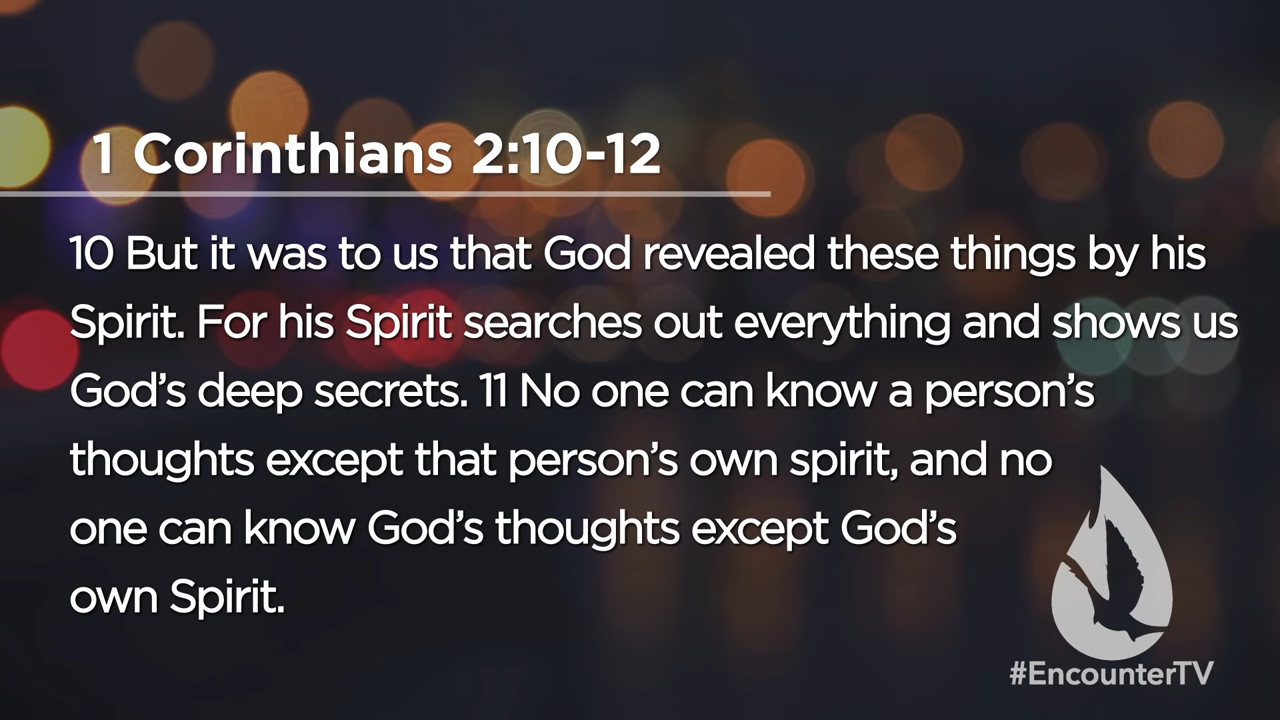 1 Corinthians 2:10-12
10 But it was to us that God revealed these things by his
Spirit. For his Spirit searches out everything and shows us
God’s deep secrets. 11 No one can know a person’s
thoughts except that person’s own spirit, and no
one can know God’s thoughts except God’s
own Spirit.
#EncounterTV